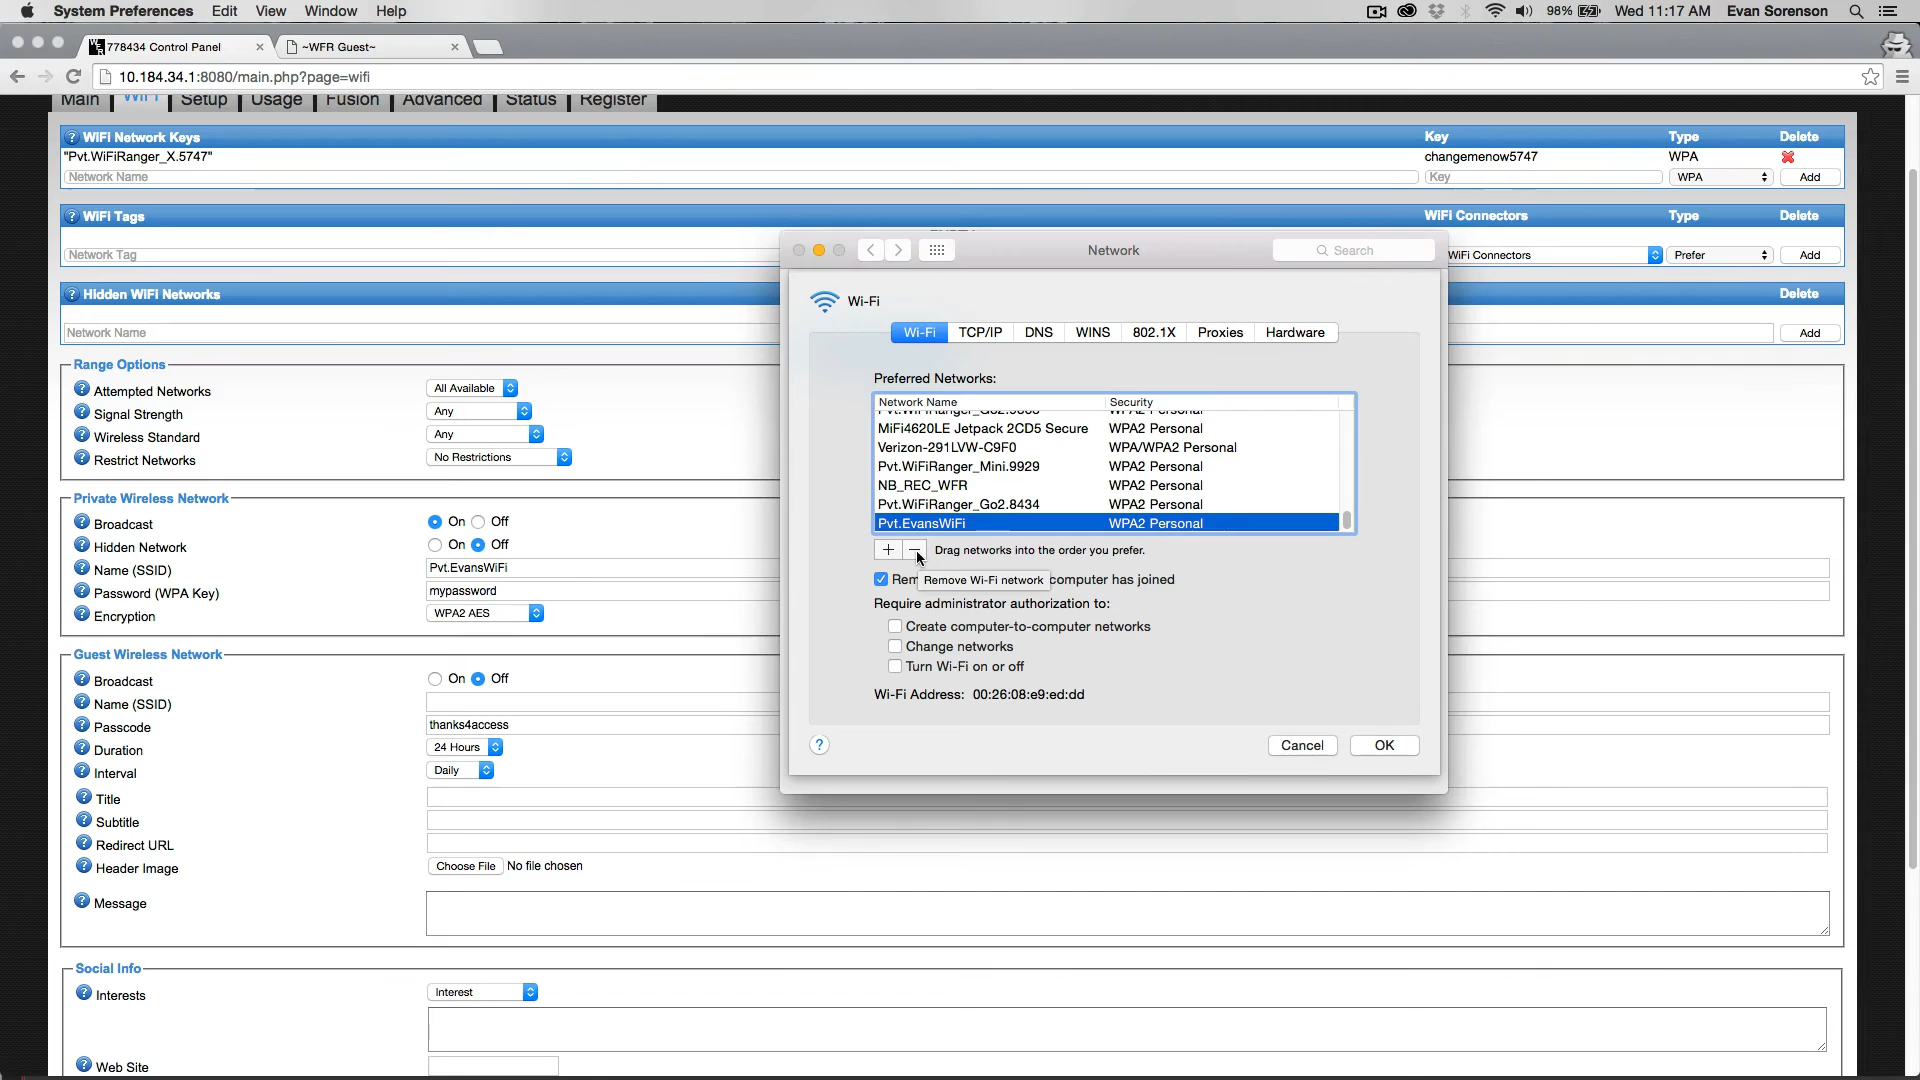 System Preferences Edit View Window Help 98% Wed 11:17 AM Evan Sorenson
778434 Control Panel × ~WFR Guest~ ×
10.184.34.1:8080/main.php?page=wifi
Main WiFi Setup Usage Fusion Advanced Status Register
? WiFi Network Keys Key Type Delete
"Pvt.WiFiRanger_X.5747" changemenow5747 WPA
Network Name Key WPA Add
? WiFi Tags WiFi Connectors Type Delete
Network Tag WiFi Connectors Prefer Add
? Hidden WiFi Networks Delete
Network Name Add
Range Options
? Attempted Networks All Available
? Signal Strength Any
? Wireless Standard Any
? Restrict Networks No Restrictions
Private Wireless Network
? Broadcast On Off
? Hidden Network On Off
? Name (SSID) Pvt.EvansWiFi
? Password (WPA Key) mypassword
? Encryption WPA2 AES
Guest Wireless Network
? Broadcast On Off
? Name (SSID)
? Passcode thanks4access
? Duration 24 Hours
? Interval Daily
? Title
? Subtitle
? Redirect URL
? Header Image Choose File No file chosen
? Message
Social Info
? Interests Interest
? Web Site
Network Search
Wi-Fi
Wi-Fi TCP/IP DNS WINS 802.1X Proxies Hardware
Preferred Networks:
Network Name Security
MiFi4620LE Jetpack 2CD5 Secure WPA2 Personal
Verizon-291LVW-C9F0 WPA/WPA2 Personal
Pvt.WiFiRanger_Mini.9929 WPA2 Personal
NB_REC_WFR WPA2 Personal
Pvt.WiFiRanger_Go2.8434 WPA2 Personal
Pvt.EvansWiFi WPA2 Personal
+ − Drag networks into the order you prefer.
Rem Remove Wi-Fi network computer has joined
Require administrator authorization to:
Create computer-to-computer networks
Change networks
Turn Wi-Fi on or off
Wi-Fi Address: 00:26:08:e9:ed:dd
? Cancel OK